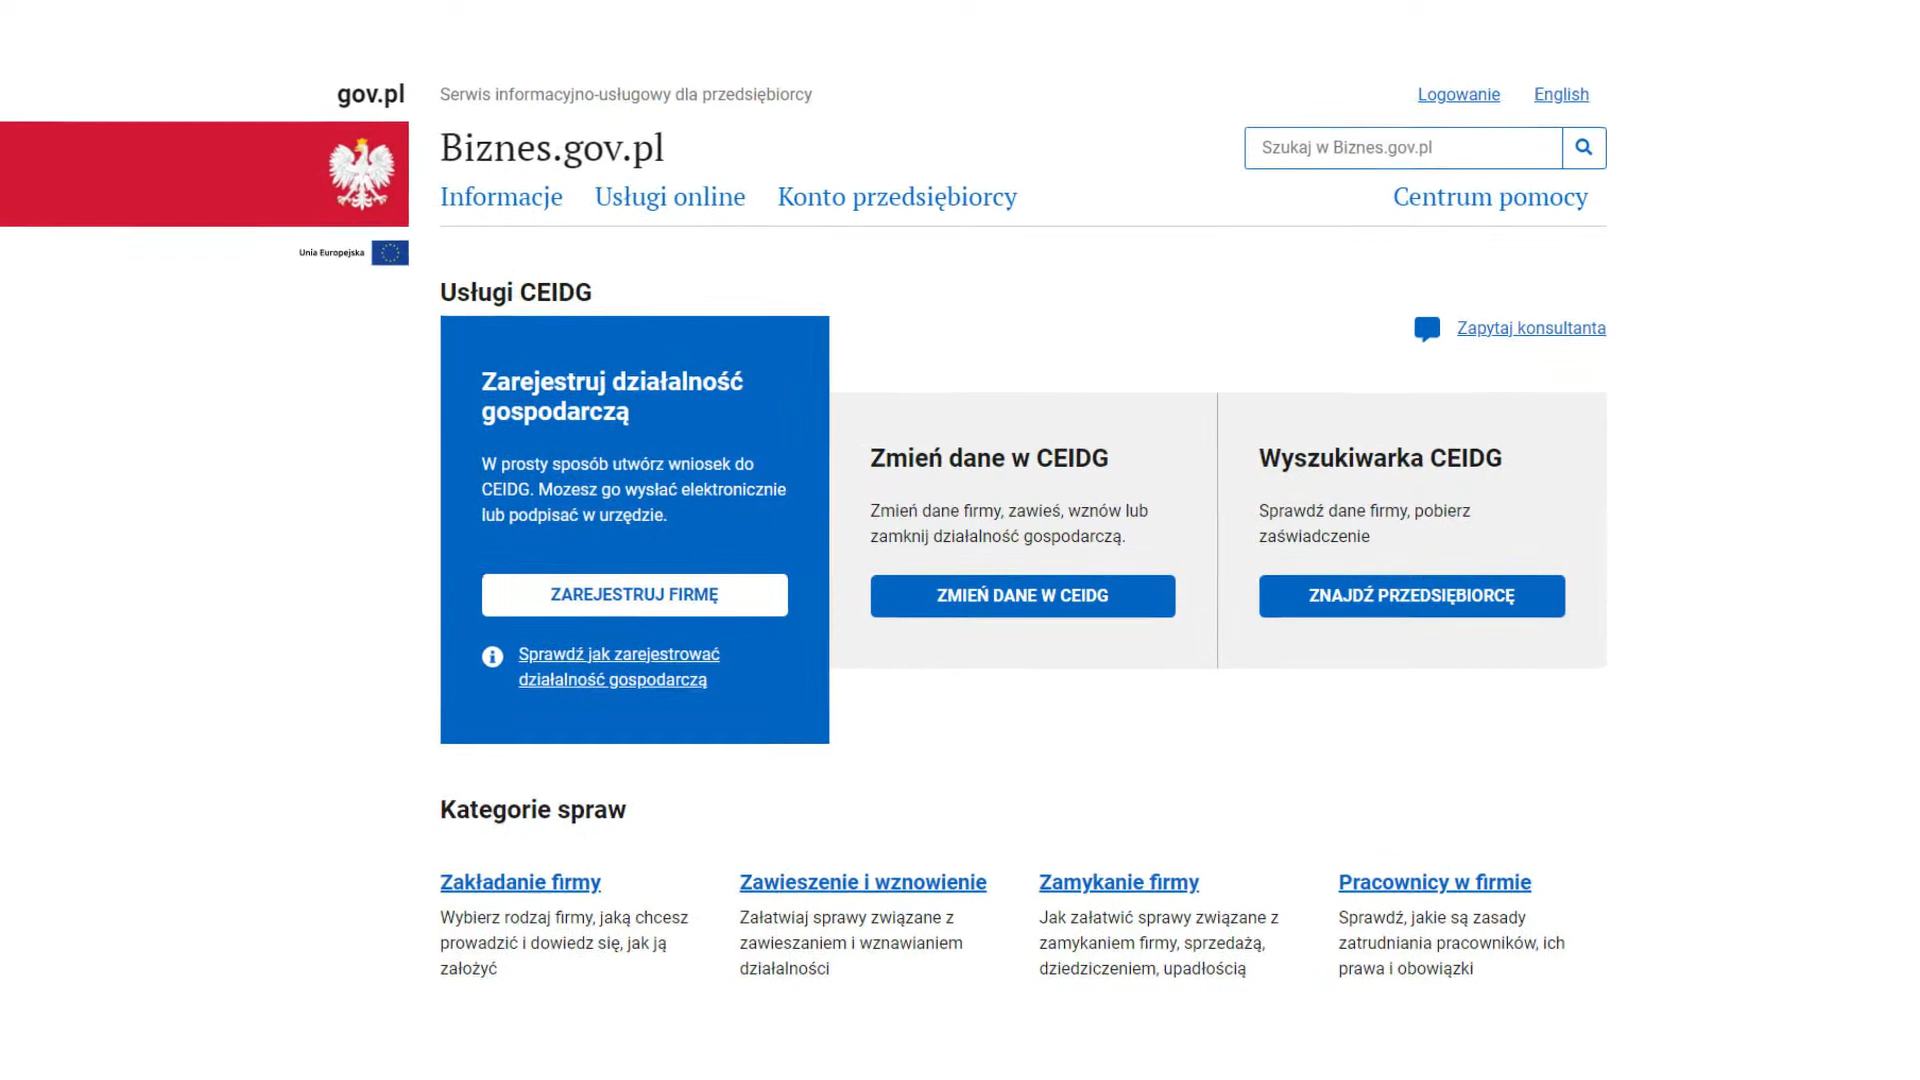 gov.pl
Serwis informacyjno-usługowy dla przedsiębiorcy
Logowanie
English
Biznes.gov.pl
Szukaj w Biznes.gov.pl
Informacje
Usługi online
Konto przedsiębiorcy
Centrum pomocy
Unia Europejska
Usługi CEIDG
Zapytaj konsultanta
Zarejestruj działalność
gospodarczą
W prosty sposób utwórz wniosek do
CEIDG. Mozesz go wysłać elektronicznie
lub podpisać w urzędzie.
ZAREJESTRUJ FIRMĘ
Sprawdź jak zarejestrować
działalność gospodarczą
Zmień dane w CEIDG
Zmień dane firmy, zawieś, wznów lub
zamknij działalność gospodarczą.
ZMIEŃ DANE W CEIDG
Wyszukiwarka CEIDG
Sprawdź dane firmy, pobierz
zaświadczenie
ZNAJDŹ PRZEDSIĘBIORCĘ
Kategorie spraw
Zakładanie firmy
Wybierz rodzaj firmy, jaką chcesz
prowadzić i dowiedz się, jak ją
założyć
Zawieszenie i wznowienie
Załatwiaj sprawy związane z
zawieszaniem i wznawianiem
działalności
Zamykanie firmy
Jak załatwić sprawy związane z
zamykaniem firmy, sprzedażą,
dziedziczeniem, upadłością
Pracownicy w firmie
Sprawdź, jakie są zasady
zatrudniania pracowników, ich
prawa i obowiązki